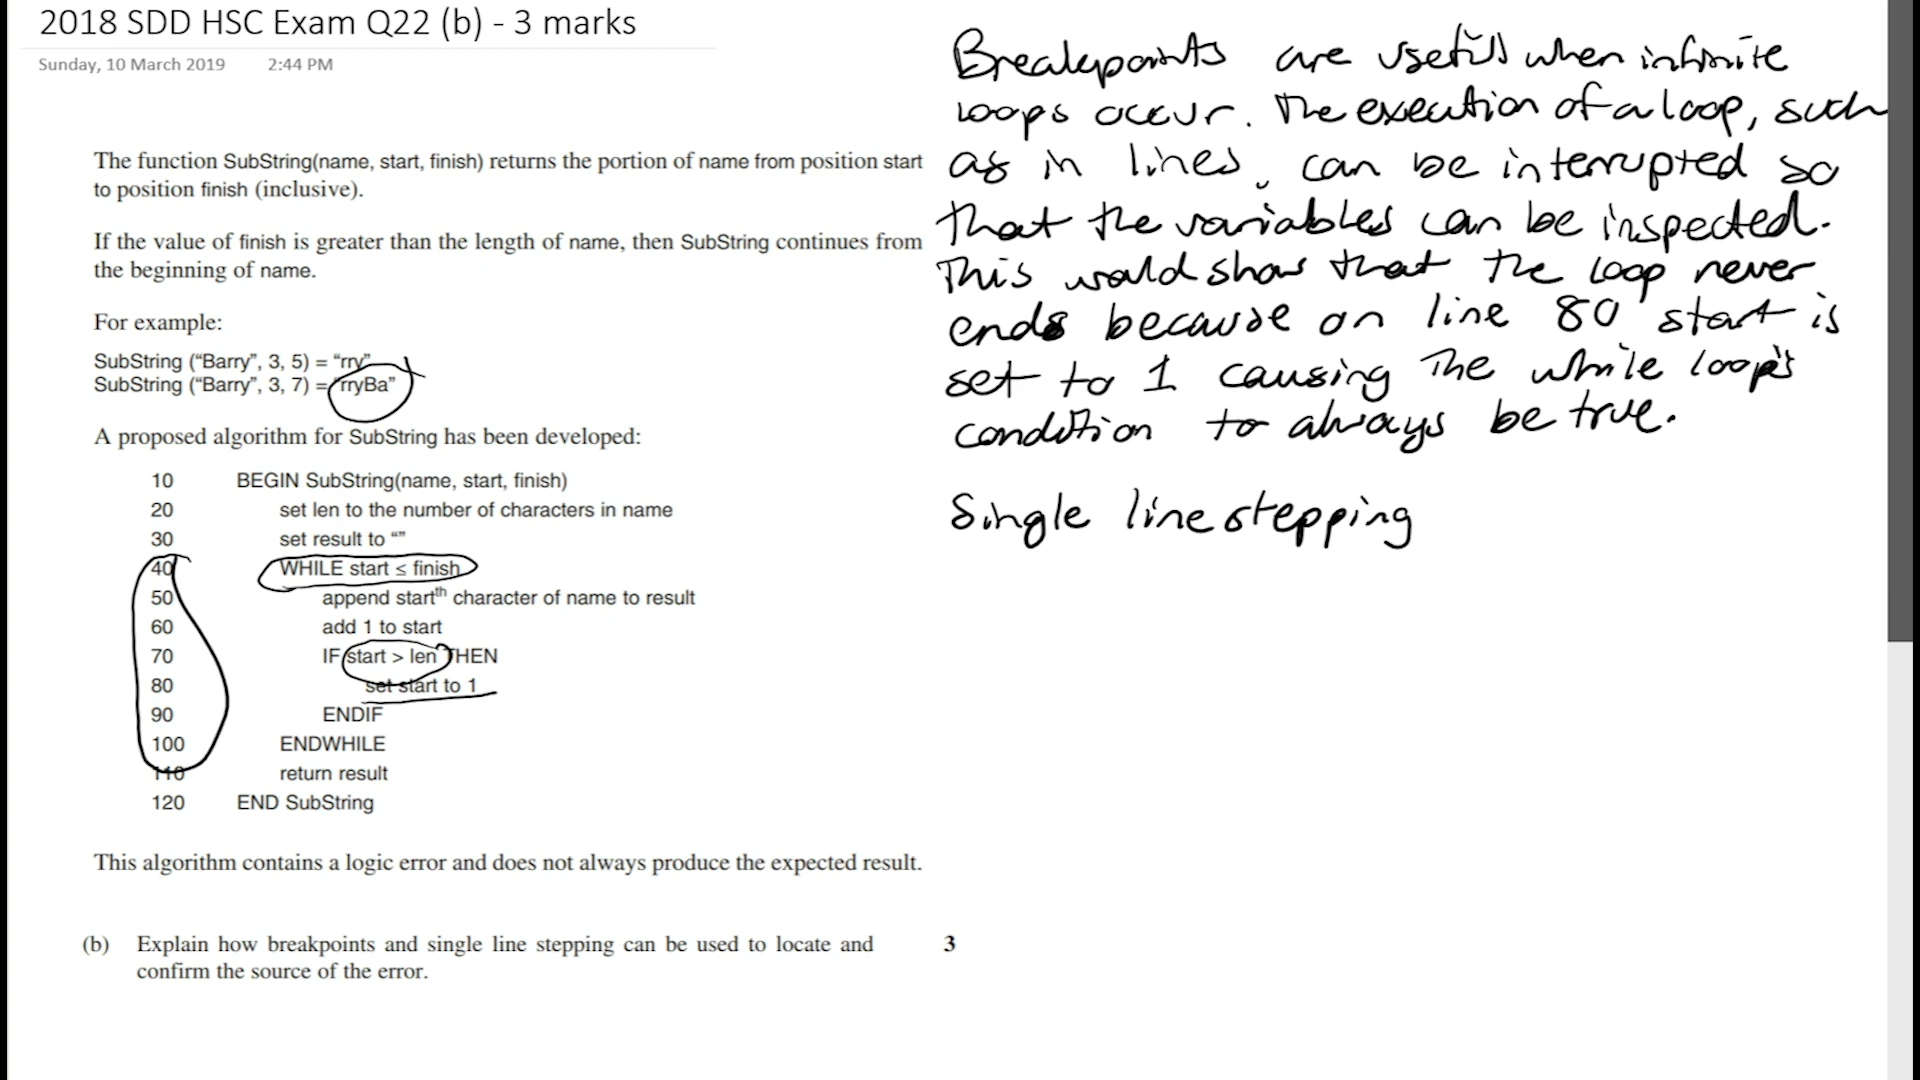 2018 SDD HSC Exam Q22 (b) - 3 marks
Sunday, 10 March 2019 2:44 PM
The function SubString(name, start, finish) returns the portion of name from position start
to position finish (inclusive).
If the value of finish is greater than the length of name, then SubString continues from
the beginning of name.
For example:
SubString (“Barry”, 3, 5) = “rry”
SubString (“Barry”, 3, 7) = “rryBa”
A proposed algorithm for SubString has been developed:
10 BEGIN SubString(name, start, finish)
20 set len to the number of characters in name
30 set result to “”
40 WHILE start ≤ finish
50 append startth character of name to result
60 add 1 to start
70 IF start > len THEN
80 set start to 1
90 ENDIF
100 ENDWHILE
110 return result
120 END SubString
This algorithm contains a logic error and does not always produce the expected result.
(b) Explain how breakpoints and single line stepping can be used to locate and 3
confirm the source of the error.
Breakpoints are useful when infinite
loops occur. The execution of a loop, such
as in lines, can be interrupted so
that the variables can be inspected.
This would show that the loop never
ends because on line 80 start is
set to 1 causing the while loop's
condition to always be true.
Single line stepping